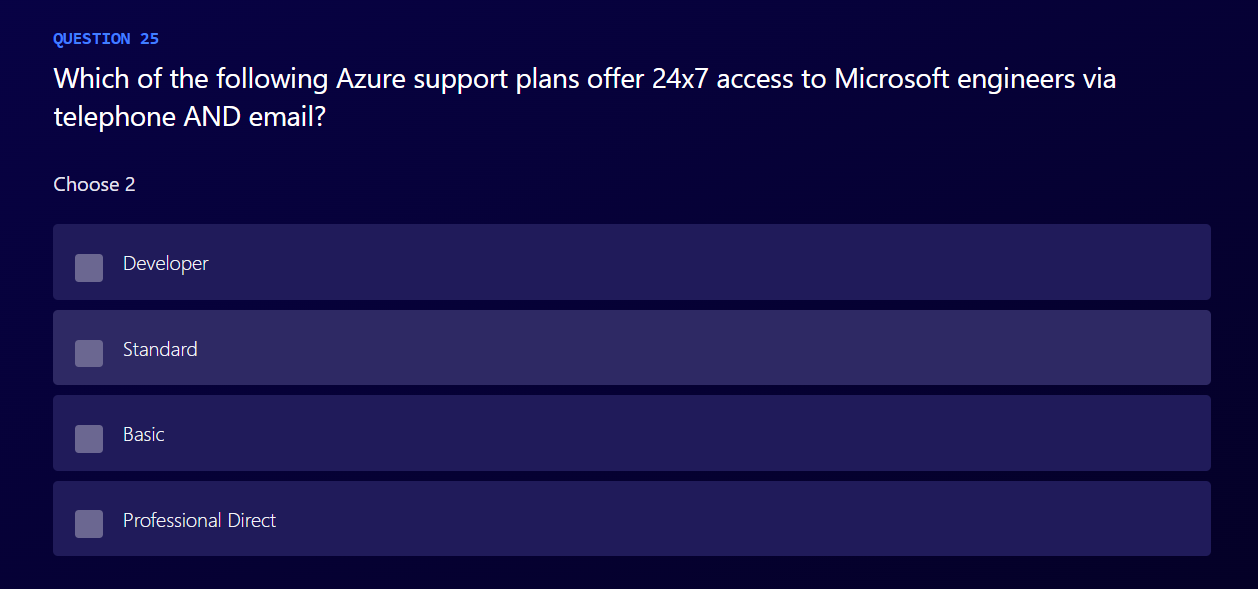 QUESTION 25
Which of the following Azure support plans offer 24x7 access to Microsoft engineers via
telephone AND email?
Choose 2
Developer
Standard
Basic
Professional Direct